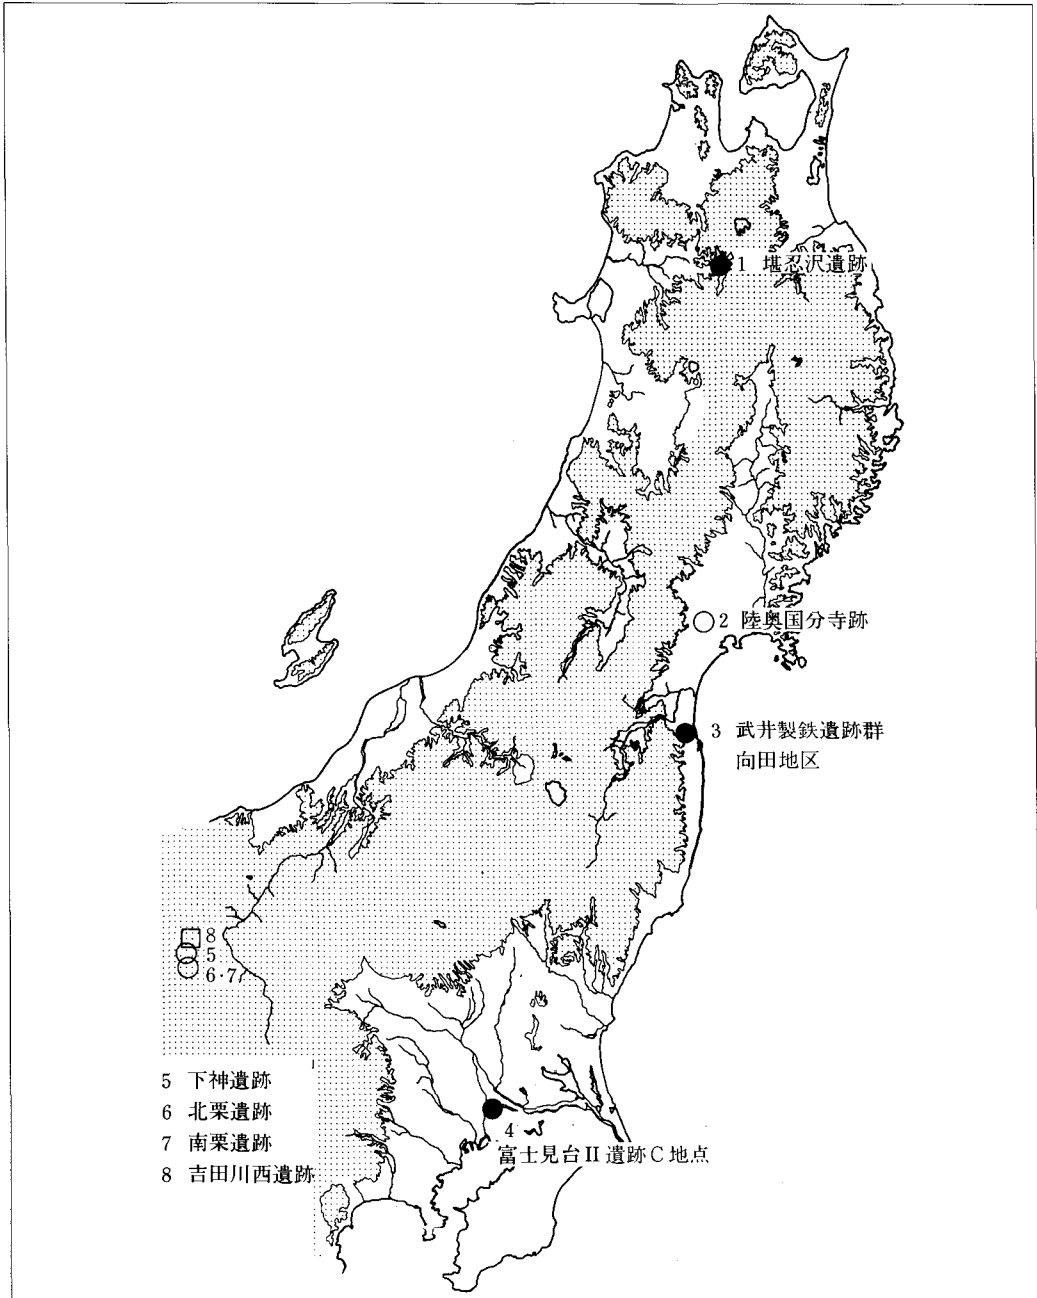 1 堪忍沢遺跡
2 陸奥国分寺跡
3 武井製鉄遺跡群
向田地区
8
5
6・7
5 下神遺跡
6 北栗遺跡
7 南栗遺跡
8 吉田川西遺跡
4
富士見台II遺跡C地点